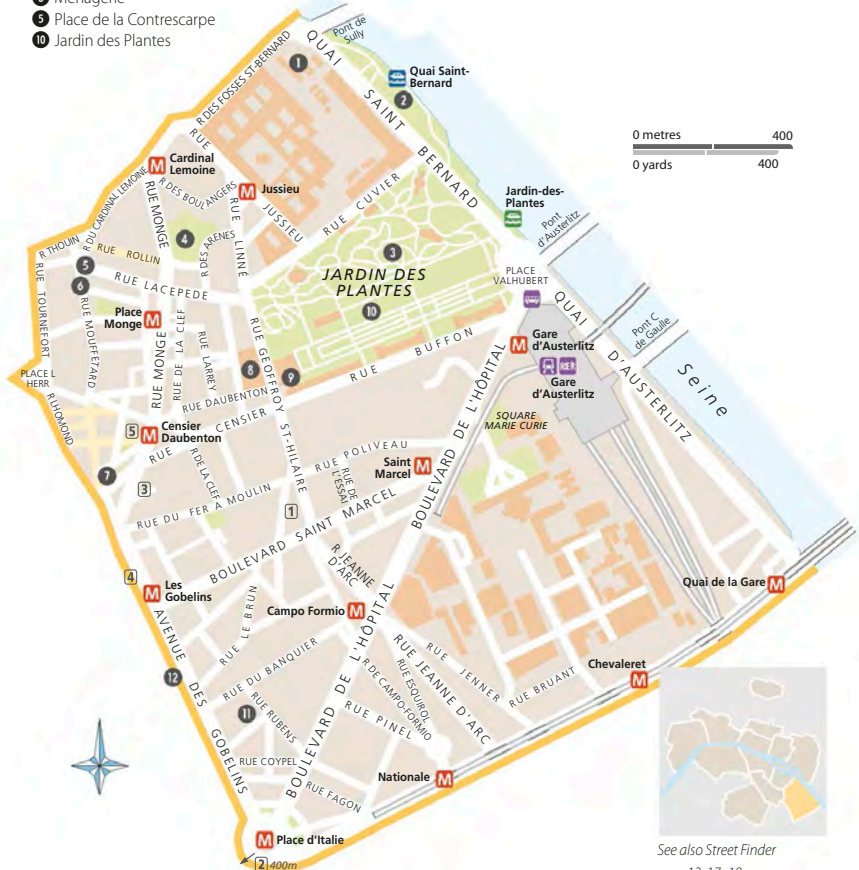 Ménagerie
5 Place de la Contrescarpe
10 Jardin des Plantes
Pont de
Sully
QUAI SAINT BERNARD
R DES FOSSES ST-BERNARD
1
Quai Saint-
Bernard
2
0 metres 400
0 yards 400
M Cardinal
Lemoine
RUE JUSSIEU
M Jussieu
R DES BOULANGERS
R DU CARDINAL LEMOINE
RUE MONGE
RUE CUVIER
Jardin-des-
Plantes
Pont
d'Austerlitz
4
R DES ARENES
RUE LINNE
3
JARDIN DES
PLANTES
10
R THOUIN
RUE ROLLIN
5
6
RUE LACEPEDE
RUE TOURNEFORT
RUE MOUFFETARD
PLACE
VALHUBERT
QUAI D'AUSTERLITZ
Pont C
de Gaulle
Seine
Place
Monge M
RUE MONGE
RUE DE LA CLEF
RUE LARREY
RUE GEOFFROY ST-HILAIRE
RUE BUFFON
M Gare
d'Austerlitz
RER
Gare
d'Austerlitz
PLACE L
HERR
R LHOMOND
8
9
RUE DAUBENTON
SQUARE
MARIE CURIE
BOULEVARD DE L'HÔPITAL
5
M Censier
Daubenton
RUE CENSIER
R DE LA CLEF
RUE POLIVEAU
RUE DE
L'ESSAI
Saint
Marcel M
7
3
RUE DU FER A MOULIN
1
BOULEVARD SAINT MARCEL
R JEANNE
D'ARC
4
M Les
Gobelins
Quai de la Gare M
Campo Formio M
RUE LE BRUN
AVENUE DES GOBELINS
BOULEVARD DE L'HÔPITAL
RUE JEANNE D'ARC
RUE JENNER
RUE BRUANT
Chevaleret
M
12
RUE DU BANQUIER
R DE CAMPO-FORMIO
RUE ESQUIROL
11
RUE RUBENS
RUE PINEL
RUE COYPEL
Nationale M
RUE FAGON
M Place d'Italie
2 400m
See also Street Finder